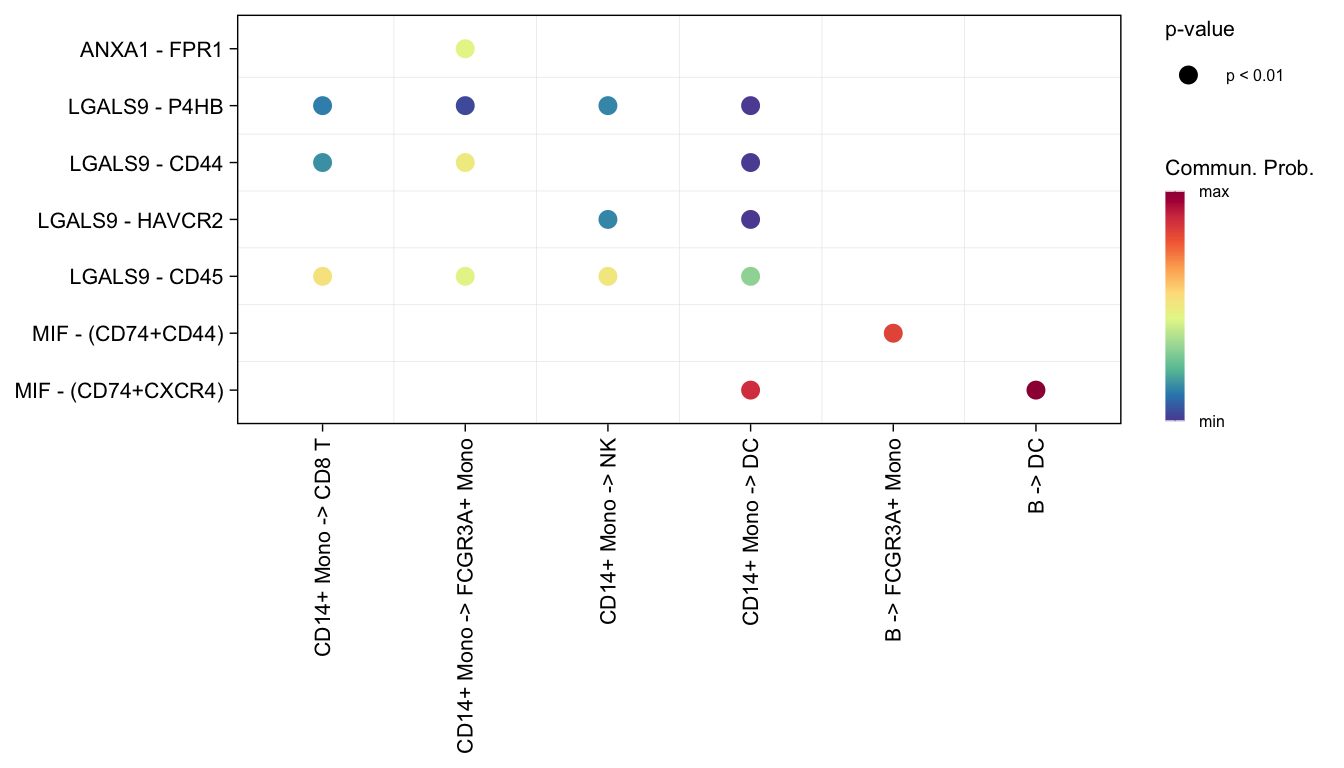 ANXA1 - FPR1
LGALS9 - P4HB
LGALS9 - CD44
LGALS9 - HAVCR2
LGALS9 - CD45
MIF - (CD74+CD44)
MIF - (CD74+CXCR4)
CD14+ Mono -> CD8 T
CD14+ Mono -> FCGR3A+ Mono
CD14+ Mono -> NK
CD14+ Mono -> DC
B -> FCGR3A+ Mono
B -> DC
p-value
p < 0.01
Commun. Prob.
max
min